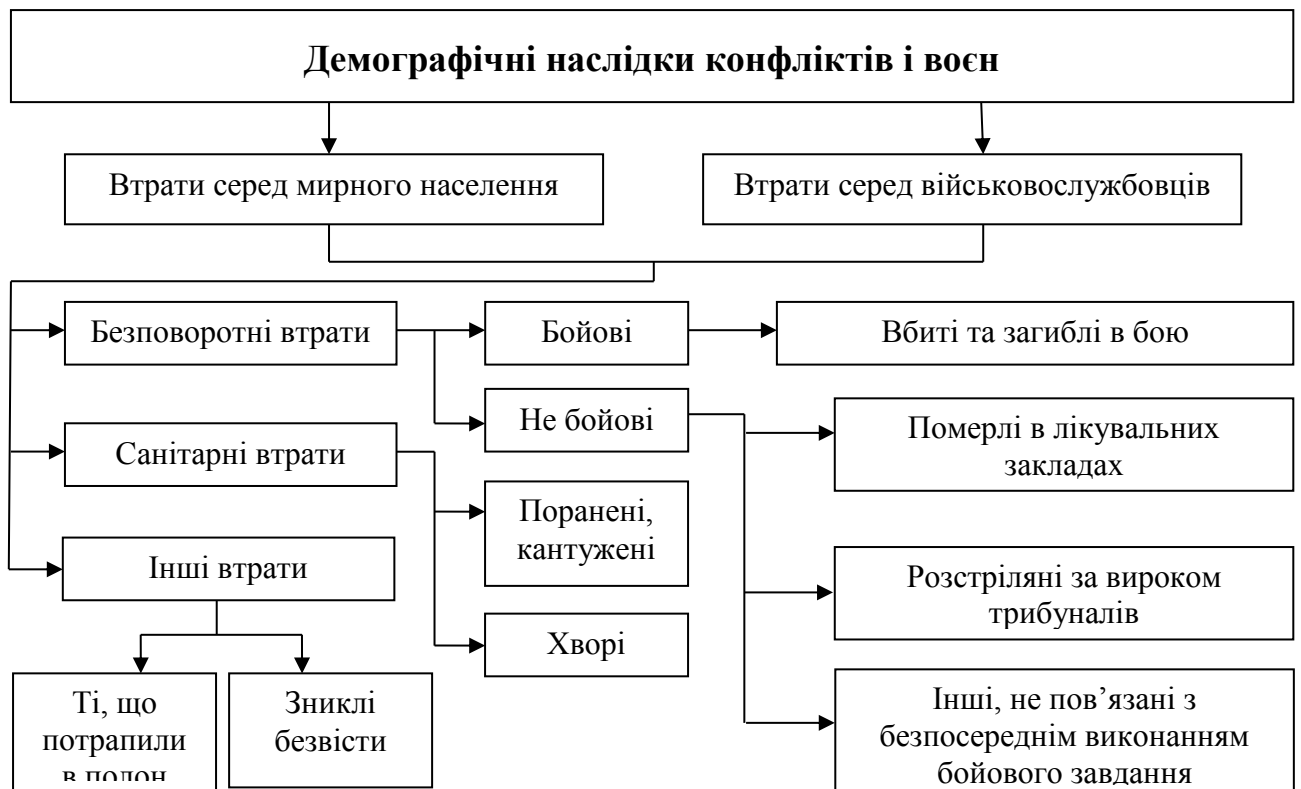 Демографічні наслідки конфліктів і воєн
Втрати серед мирного населення
Втрати серед військовослужбовців
Безповоротні втрати
Бойові
Вбиті та загиблі в бою
Не бойові
Померлі в лікувальних
закладах
Санітарні втрати
Поранені,
кантужені
Інші втрати
Розстріляні за вироком
трибуналів
Хворі
Ті, що
потрапили
в полон
Зниклі
безвісти
Інші, не пов’язані з
безпосереднім виконанням
бойового завдання